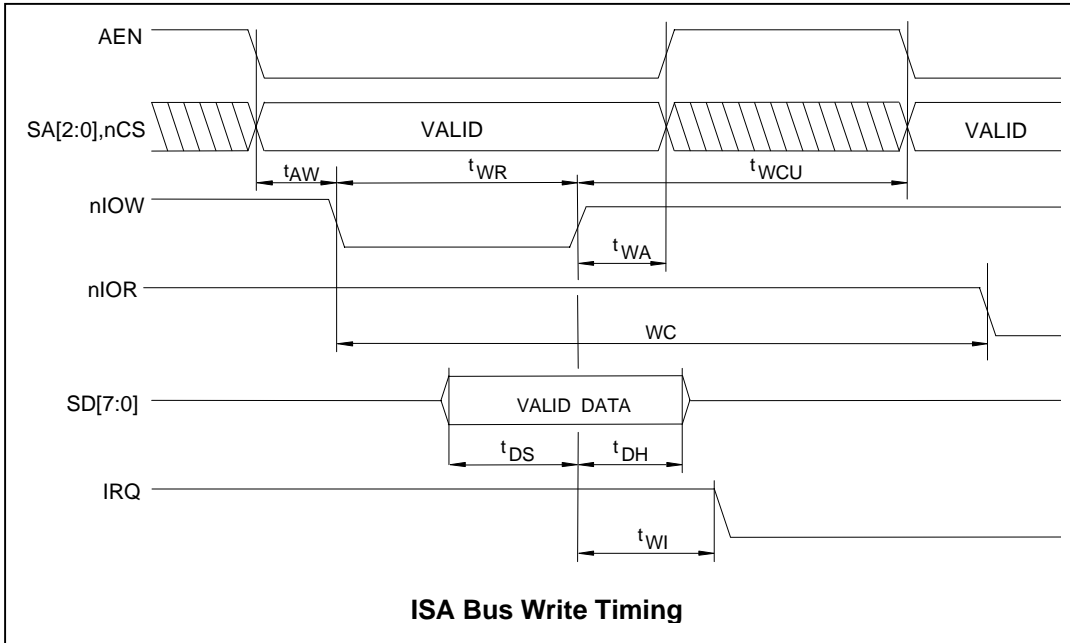 AEN
SA[2:0],nCS
VALID
VALID
tAW
tWR
tWCU
nIOW
tWA
nIOR
WC
SD[7:0]
VALID DATA
tDS
tDH
IRQ
tWI
ISA Bus Write Timing